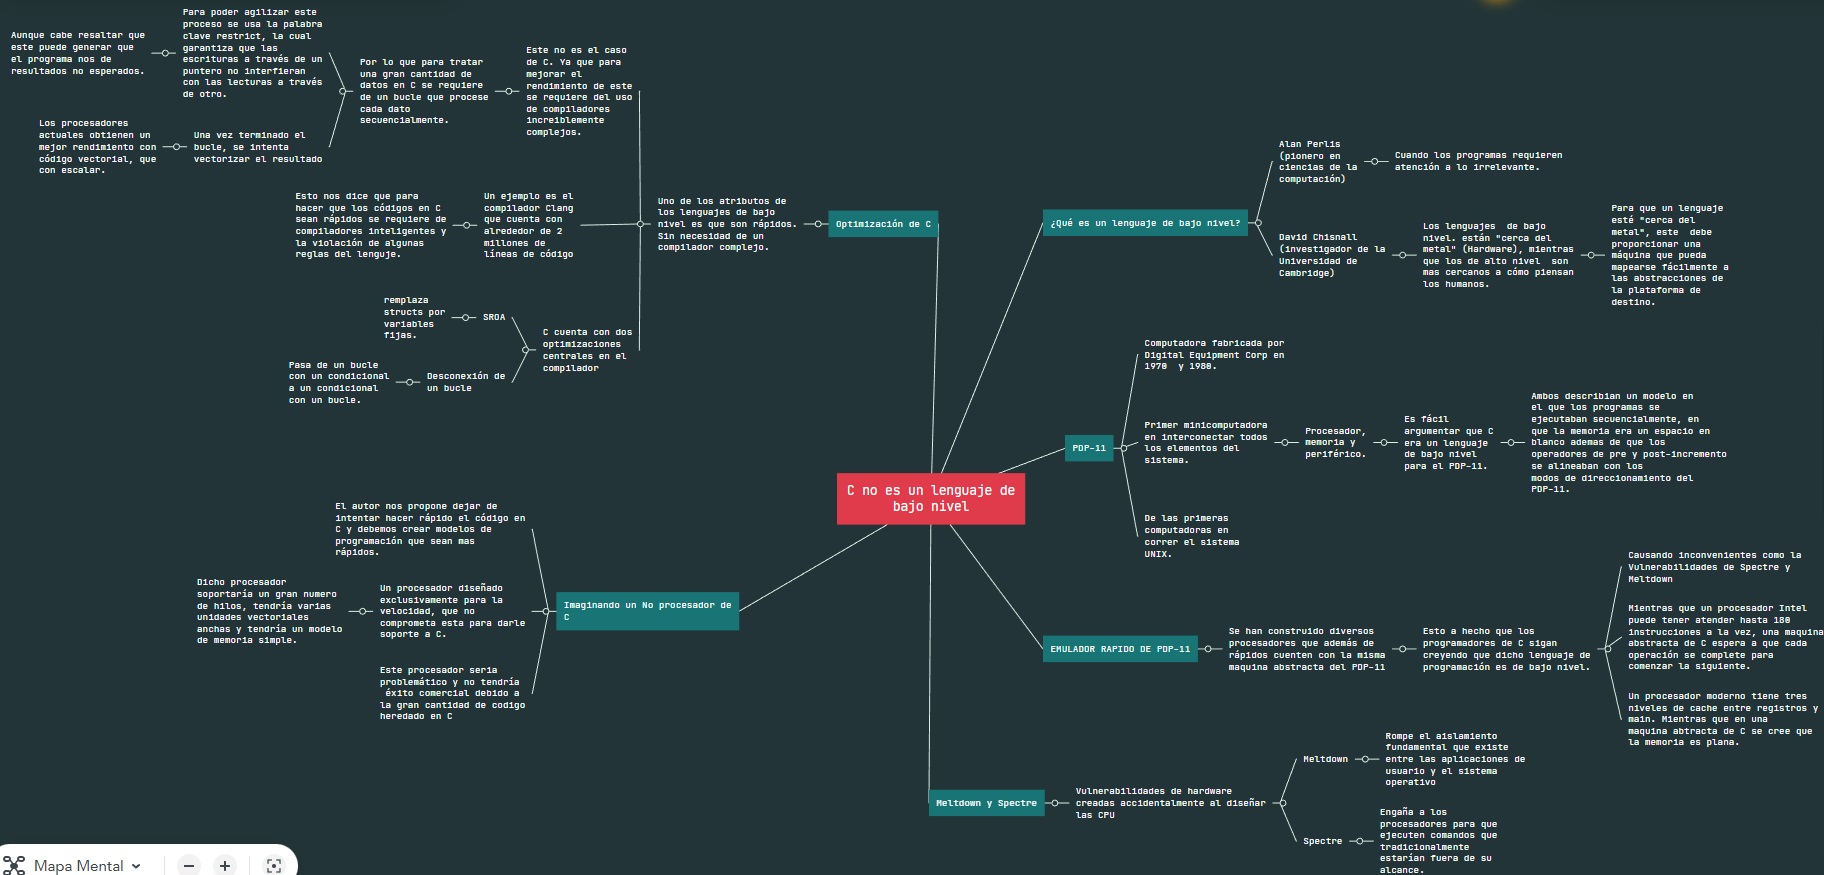 C no es un lenguaje de
bajo nivel
¿Qué es un lenguaje de bajo nivel?
Alan Perlis
(pionero en
ciencias de la
computación)
Cuando los programas requieren
atención a lo irrelevante.
David Chisnall
(investigador de la
Universidad de
Cambridge)
Los lenguajes  de bajo
nivel. están "cerca del
metal" (Hardware), mientras
que los de alto nivel  son
mas cercanos a cómo piensan
los humanos.
Para que un lenguaje
esté "cerca del
metal", este  debe
proporcionar una
máquina que pueda
mapearse fácilmente a
las abstracciones de
la plataforma de
destino.
PDP-11
Computadora fabricada por
Digital Equipment Corp en
1970  y 1980.
Primer minicomputadora
en interconectar todos
los elementos del
sistema.
Procesador,
memoria y
periférico.
Es fácil
argumentar que C
era un lenguaje
de bajo nivel
para el PDP-11.
Ambos describian un modelo en
el que los programas se
ejecutaban secuencialmente, en
que la memoria era un espacio en
blanco ademas de que los
operadores de pre y post-incremento
se alineaban con los
modos de direccionamiento del
PDP-11.
De las primeras
computadoras en
correr el sistema
UNIX.
EMULADOR RAPIDO DE PDP-11
Se han construido diversos
procesadores que además de
rápidos cuenten con la misma
maquina abstracta del PDP-11
Esto a hecho que los
programadores de C sigan
creyendo que dicho lenguaje de
programación es de bajo nivel.
Causando inconvenientes como la
Vulnerabilidades de Spectre y
Meltdown
Mientras que un procesador Intel
puede tener atender hasta 180
instrucciones a la vez, una maquina
abstracta de C espera a que cada
operación se complete para
comenzar la siguiente.
Un procesador moderno tiene tres
niveles de cache entre registros y
main. Mientras que en una
maquina abtracta de C se cree que
la memoria es plana.
Meltdown y Spectre
Vulnerabilidades de hardware
creadas accidentalmente al diseñar
las CPU
Meltdown
Rompe el aislamiento
fundamental que existe
entre las aplicaciones de
usuario y el sistema
operativo
Spectre
Engaña a los
procesadores para que
ejecuten comandos que
tradicionalmente
estarían fuera de su
alcance.
Optimización de C
Uno de los atributos de
los lenguajes de bajo
nivel es que son rápidos.
Sin necesidad de un
compilador complejo.
Este no es el caso
de C. Ya que para
mejorar el
rendimiento de este
se requiere del uso
de compiladores
increiblemente
complejos.
Por lo que para tratar
una gran cantidad de
datos en C se requiere
de un bucle que procese
cada dato
secuencialmente.
Para poder agilizar este
proceso se usa la palabra
clave restrict, la cual
garantiza que las
escrituras a través de un
puntero no interfieran
con las lecturas a través
de otro.
Aunque cabe resaltar que
este puede generar que
el programa nos de
resultados no esperados.
Una vez terminado el
bucle, se intenta
vectorizar el resultado
Los procesadores
actuales obtienen un
mejor rendimiento con
código vectorial, que
con escalar.
Un ejemplo es el
compilador Clang
que cuenta con
alrededor de 2
millones de
líneas de código
Esto nos dice que para
hacer que los códigos en C
sean rápidos se requiere de
compiladores inteligentes y
la violación de algunas
reglas del lenguje.
C cuenta con dos
optimizaciones
centrales en el
compilador
SROA
remplaza
structs por
variables
fijas.
Desconexión de
un bucle
Pasa de un bucle
con un condicional
a un condicional
con un bucle.
Imaginando un No procesador de
C
El autor nos propone dejar de
intentar hacer rápido el código en
C y debemos crear modelos de
programación que sean mas
rápidos.
Un procesador diseñado
exclusivamente para la
velocidad, que no
comprometa esta para darle
soporte a C.
Dicho procesador
soportaría un gran numero
de hilos, tendría varias
unidades vectoriales
anchas y tendría un modelo
de memoria simple.
Este procesador seria
problemático y no tendría
éxito comercial debido a
la gran cantidad de codigo
heredado en C
Mapa Mental